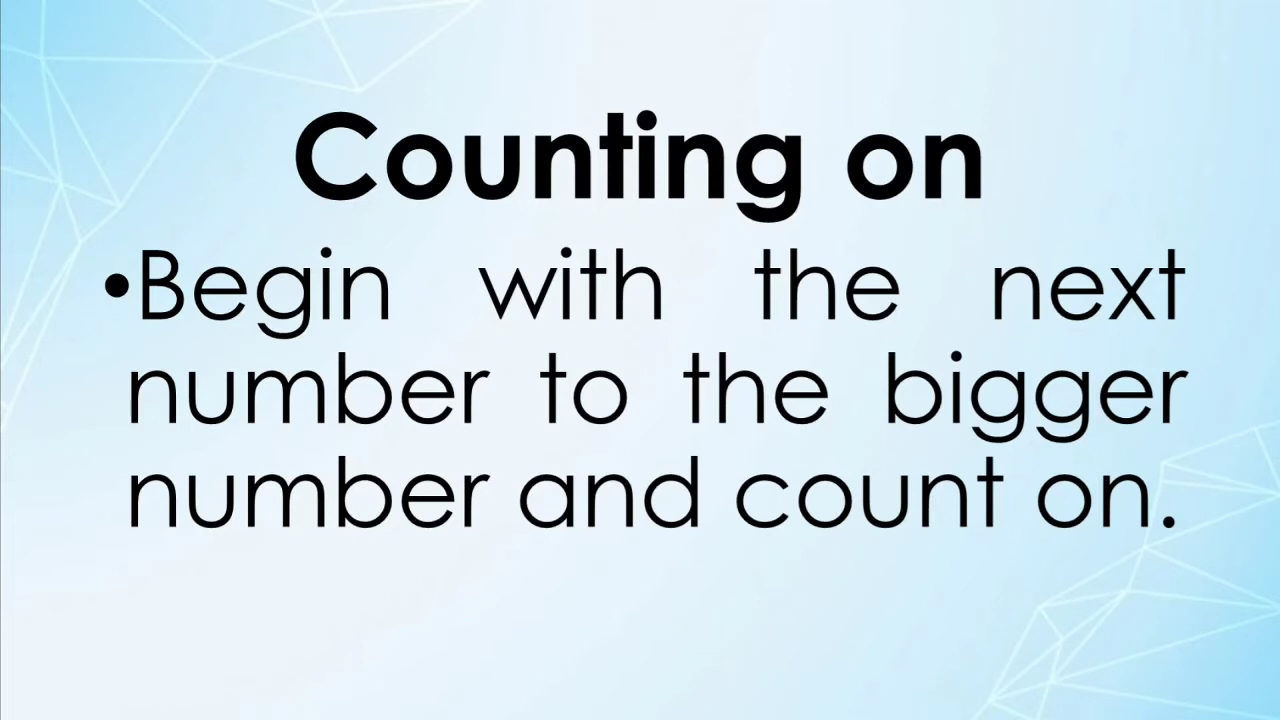 Counting on
•Begin with the next
number to the bigger
number and count on.